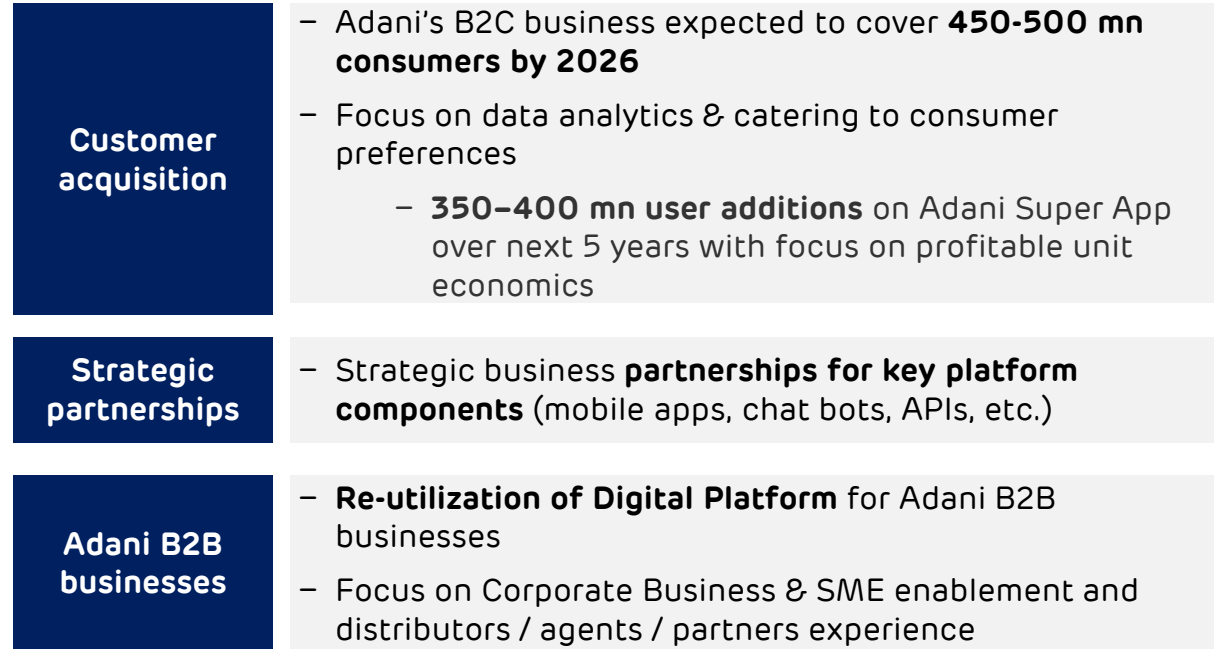 Customer
acquisition
– Adani's B2C business expected to cover 450-500 mn
consumers by 2026
– Focus on data analytics & catering to consumer
preferences
– 350–400 mn user additions on Adani Super App
over next 5 years with focus on profitable unit
economics
Strategic
partnerships
– Strategic business partnerships for key platform
components (mobile apps, chat bots, APIs, etc.)
Adani B2B
businesses
– Re-utilization of Digital Platform for Adani B2B
businesses
– Focus on Corporate Business & SME enablement and
distributors / agents / partners experience